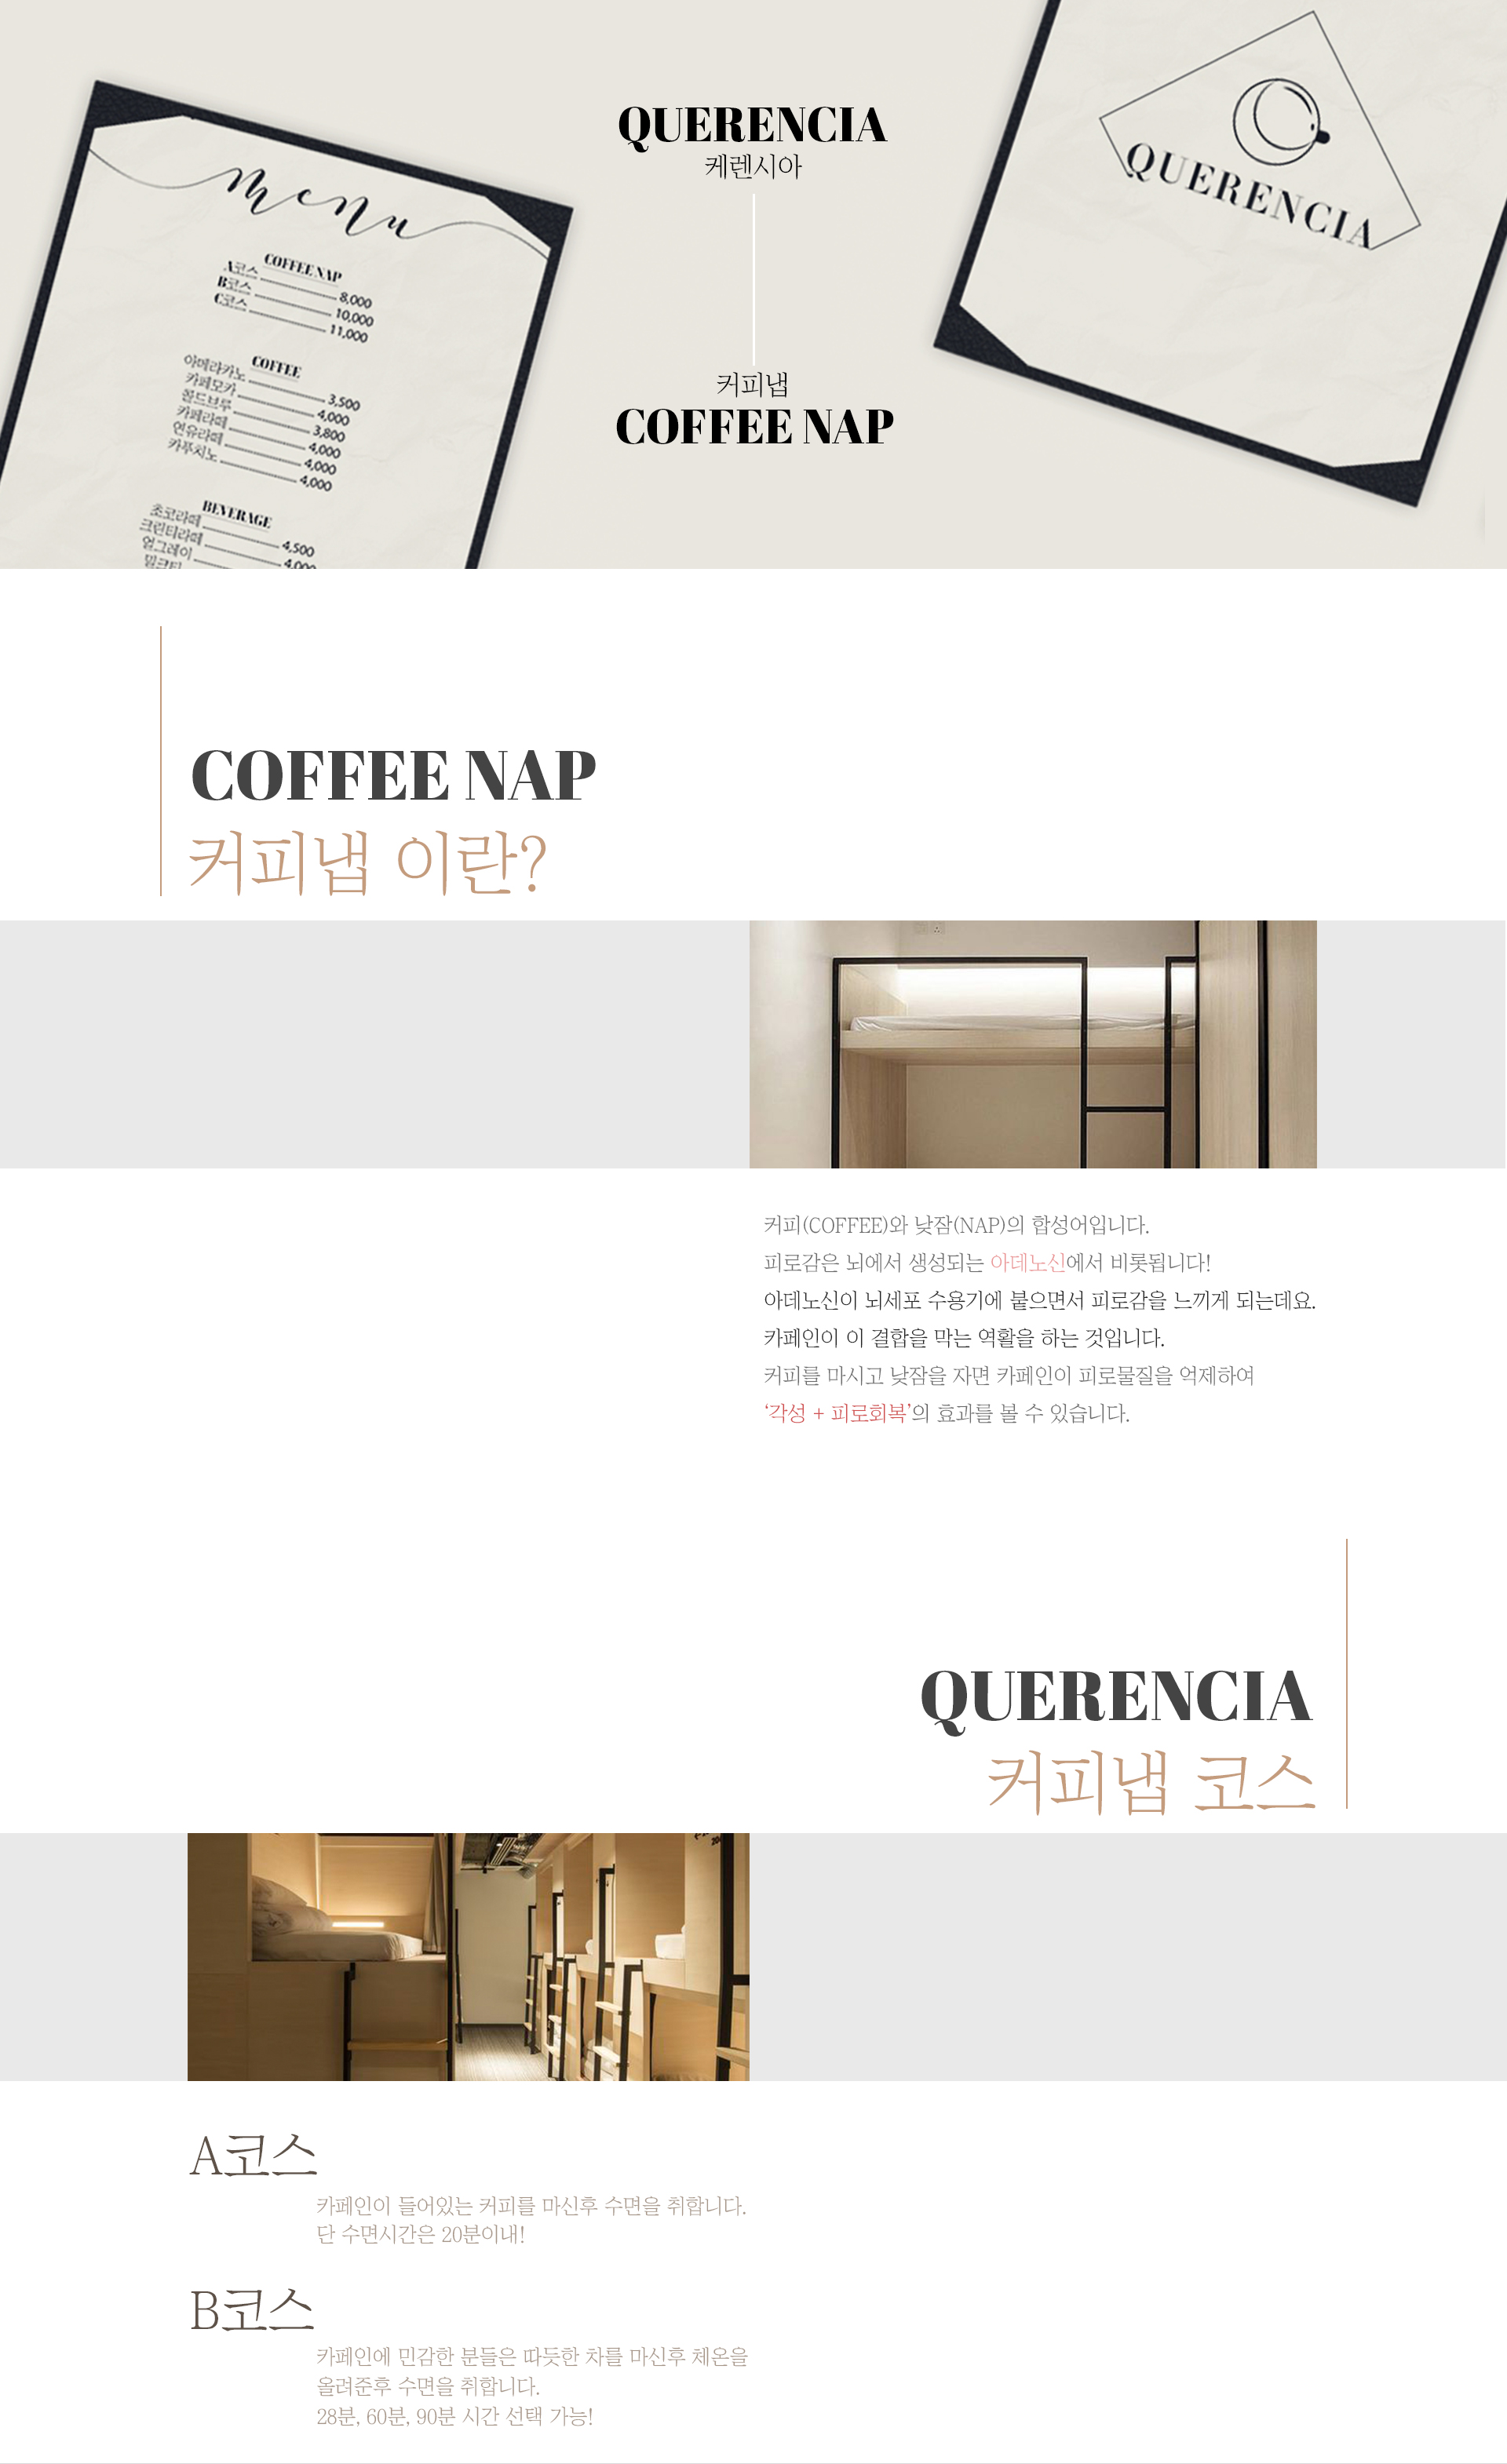 QUERENCIA
케렌시아
커피냅
COFFEE NAP
menu
COFFEE NAP
A코스 8,000
B코스 10,000
C코스 11,000
COFFEE
아메리카노 3,500
카페모카 4,000
콜드브루 3,800
카페라떼 4,000
연유라떼 4,000
카푸치노 4,000
BEVERAGE
초코라떼 4,500
그린티라떼 4,000
얼그레이
밀크티
QUERENCIA
COFFEE NAP
커피냅 이란?
커피(COFFEE)와 낮잠(NAP)의 합성어입니다.
피로감은 뇌에서 생성되는 아데노신에서 비롯됩니다!
아데노신이 뇌세포 수용기에 붙으면서 피로감을 느끼게 되는데요.
카페인이 이 결합을 막는 역활을 하는 것입니다.
커피를 마시고 낮잠을 자면 카페인이 피로물질을 억제하여
‘각성 + 피로회복’의 효과를 볼 수 있습니다.
QUERENCIA
커피냅 코스
A코스
카페인이 들어있는 커피를 마신후 수면을 취합니다.
단 수면시간은 20분이내!
B코스
카페인에 민감한 분들은 따듯한 차를 마신후 체온을
올려준후 수면을 취합니다.
28분, 60분, 90분 시간 선택 가능!